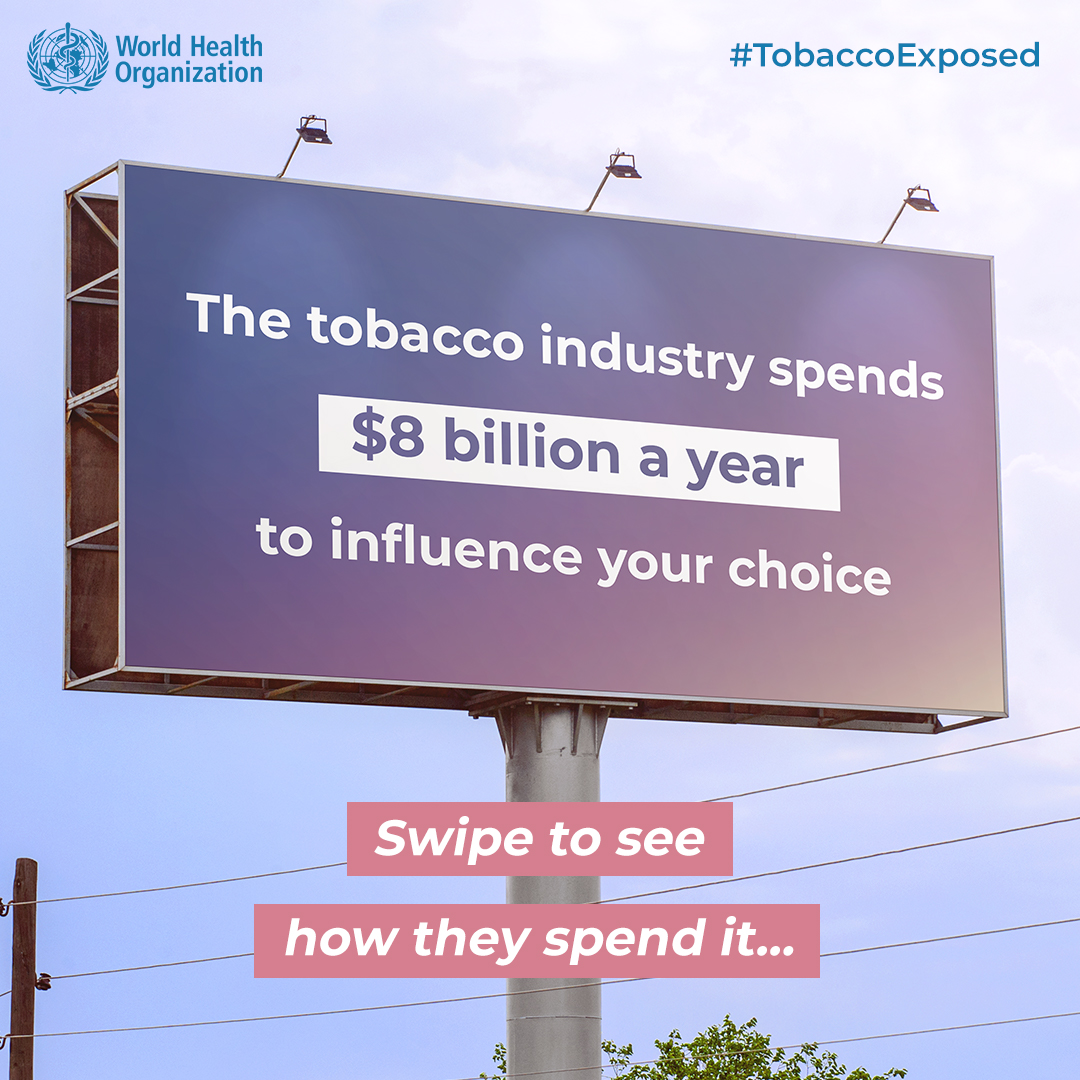 World Health
Organization
#TobaccoExposed
The tobacco industry spends
$8 billion a year
to influence your choice
Swipe to see
how they spend it...